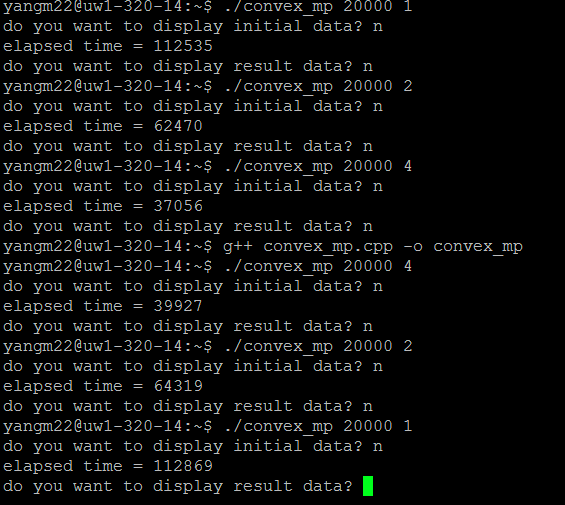 yangm22@uw1-320-14:~$ ./convex_mp 20000 1
do you want to display initial data? n
elapsed time = 112535
do you want to display result data? n
yangm22@uw1-320-14:~$ ./convex_mp 20000 2
do you want to display initial data? n
elapsed time = 62470
do you want to display result data? n
yangm22@uw1-320-14:~$ ./convex_mp 20000 4
do you want to display initial data? n
elapsed time = 37056
do you want to display result data? n
yangm22@uw1-320-14:~$ g++ convex_mp.cpp -o convex_mp
yangm22@uw1-320-14:~$ ./convex_mp 20000 4
do you want to display initial data? n
elapsed time = 39927
do you want to display result data? n
yangm22@uw1-320-14:~$ ./convex_mp 20000 2
do you want to display initial data? n
elapsed time = 64319
do you want to display result data? n
yangm22@uw1-320-14:~$ ./convex_mp 20000 1
do you want to display initial data? n
elapsed time = 112869
do you want to display result data?